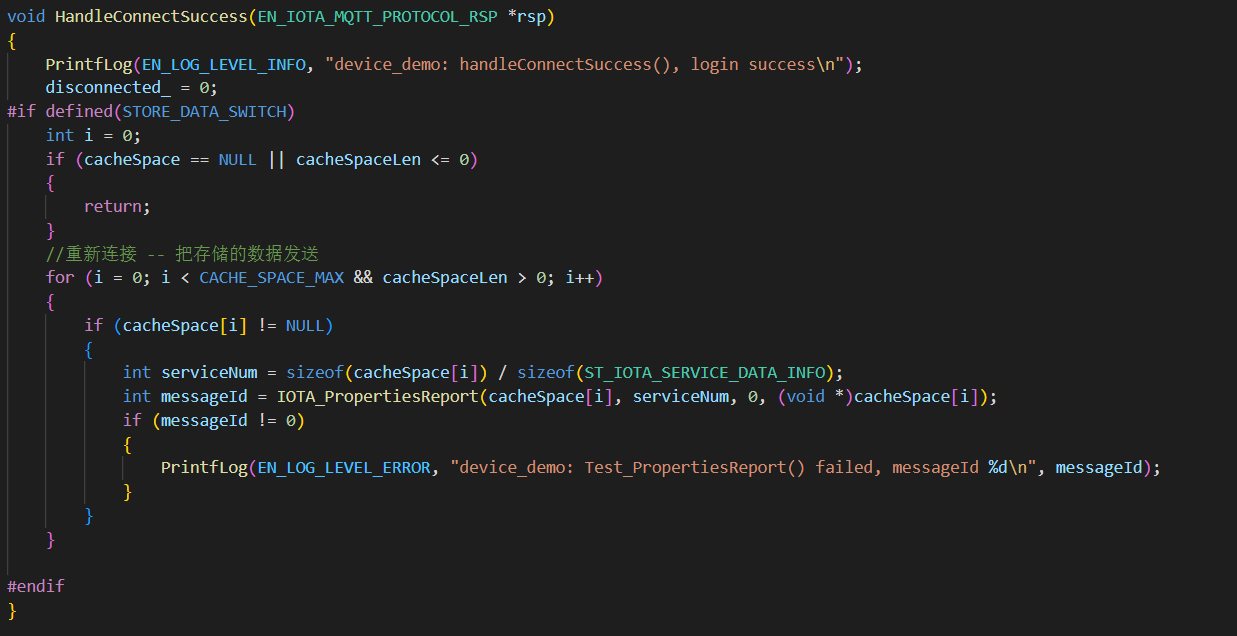 void HandleConnectSuccess(EN_IOTA_MQTT_PROTOCOL_RSP *rsp)
{
    PrintfLog(EN_LOG_LEVEL_INFO, "device_demo: handleConnectSuccess(), login success\n");
    disconnected_ = 0;
#if defined(STORE_DATA_SWITCH)
    int i = 0;
    if (cacheSpace == NULL || cacheSpaceLen <= 0)
    {
        return;
    }
    //重新连接 -- 把存储的数据发送
    for (i = 0; i < CACHE_SPACE_MAX && cacheSpaceLen > 0; i++)
    {
        if (cacheSpace[i] != NULL)
        {
            int serviceNum = sizeof(cacheSpace[i]) / sizeof(ST_IOTA_SERVICE_DATA_INFO);
            int messageId = IOTA_PropertiesReport(cacheSpace[i], serviceNum, 0, (void *)cacheSpace[i]);
            if (messageId != 0)
            {
                PrintfLog(EN_LOG_LEVEL_ERROR, "device_demo: Test_PropertiesReport() failed, messageId %d\n", messageId);
            }
        }
    }
#endif
}